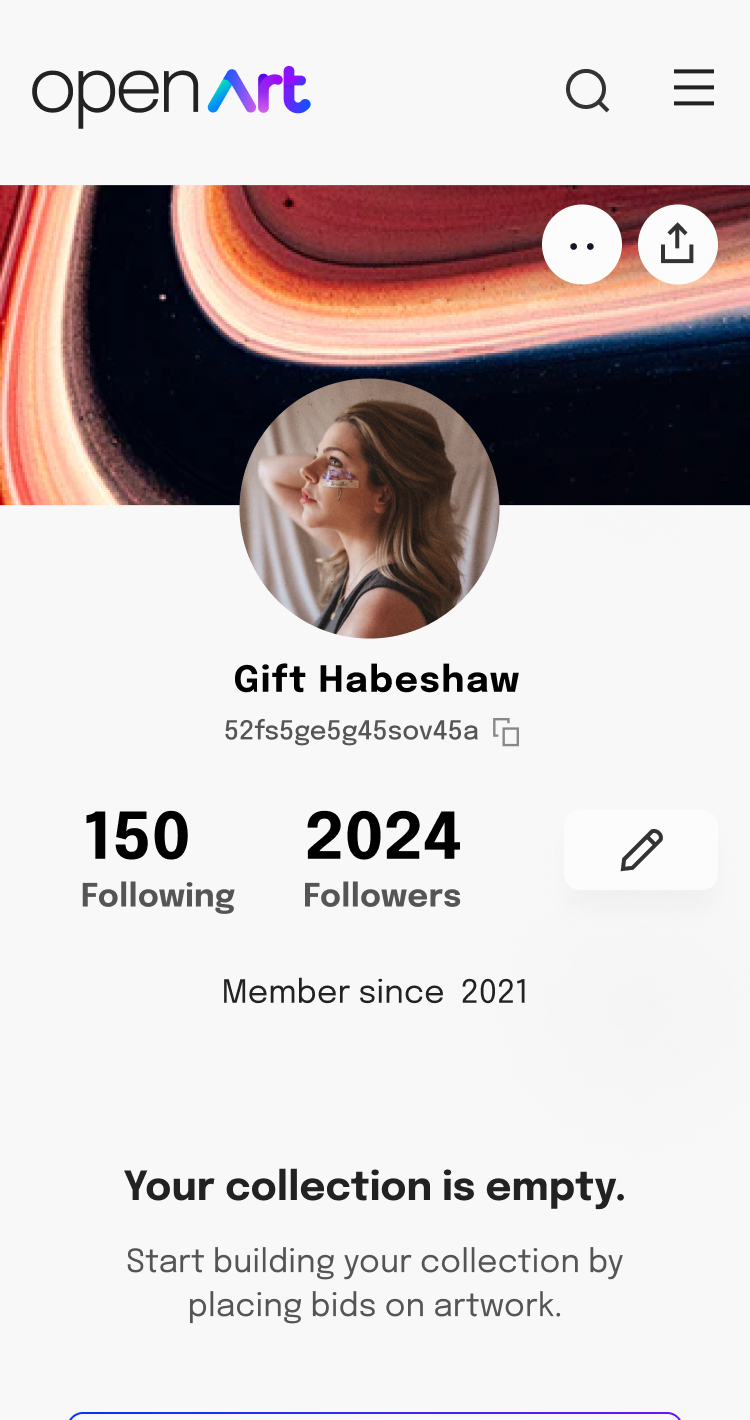 openArt
Gift Habeshaw
52fs5ge5g45sov45a
150 2024
Following Followers
Member since 2021
Your collection is empty.
Start building your collection by
placing bids on artwork.